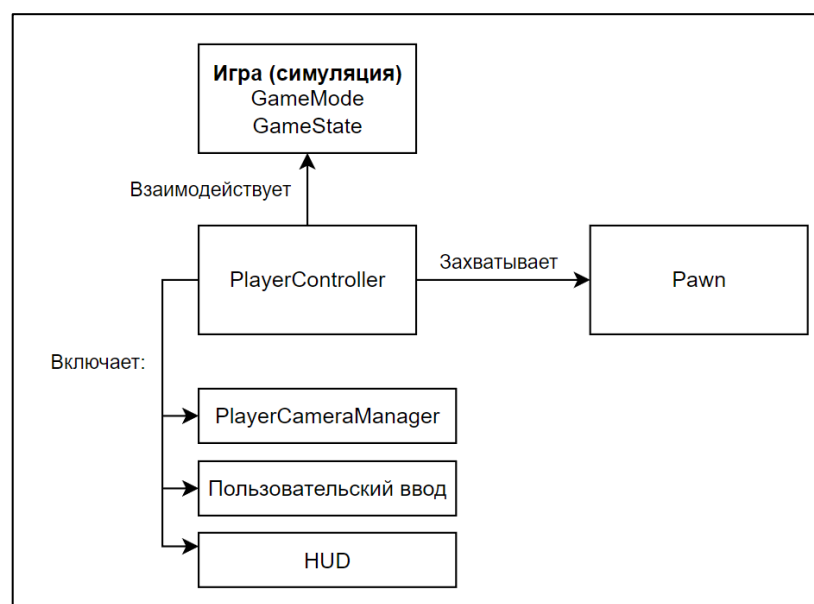 Игра (симуляция)
GameMode
GameState
Взаимодействует
PlayerController
Захватывает
Pawn
Включает:
PlayerCameraManager
Пользовательский ввод
HUD